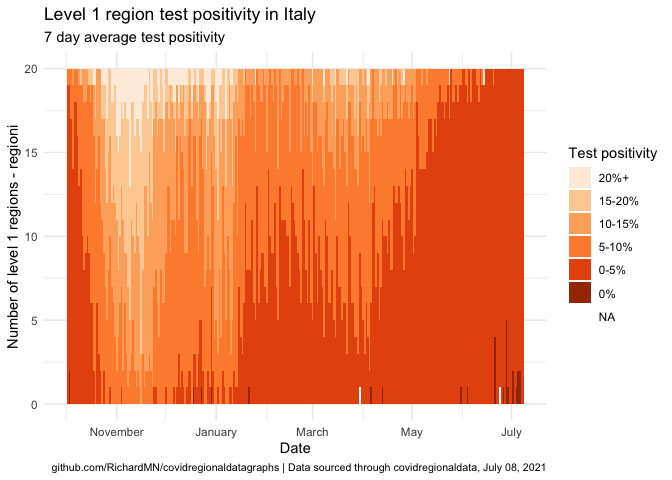 Level 1 region test positivity in Italy
7 day average test positivity
Number of level 1 regions - regioni
20
15
10
5
0
November
January
March
May
July
Date
Test positivity
20%+
15-20%
10-15%
5-10%
0-5%
0%
NA
github.com/RichardMN/covidregionaldatagraphs | Data sourced through covidregionaldata, July 08, 2021